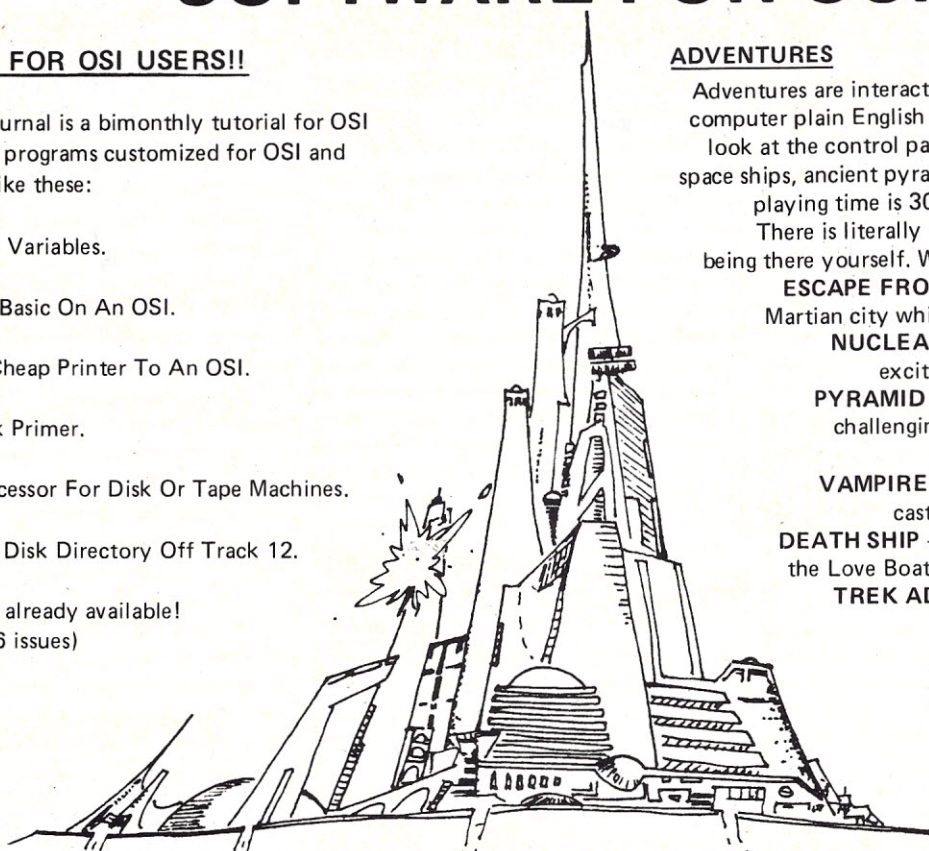 FOR OSI USERS!!
urnal is a bimonthly tutorial for OSI
programs customized for OSI and
ike these:
Variables.
Basic On An OSI.
Cheap Printer To An OSI.
Primer.
cessor For Disk Or Tape Machines.
Disk Directory Off Track 12.
already available!
6 issues)
ADVENTURES
Adventures are interact
computer plain English
look at the control pa
space ships, ancient pyra
playing time is 30
There is literally
being there yourself. W
ESCAPE FRO
Martian city whi
NUCLEA
excit
PYRAMID
challengin
VAMPIRE
cast
DEATH SHIP
the Love Boat
TREK AD